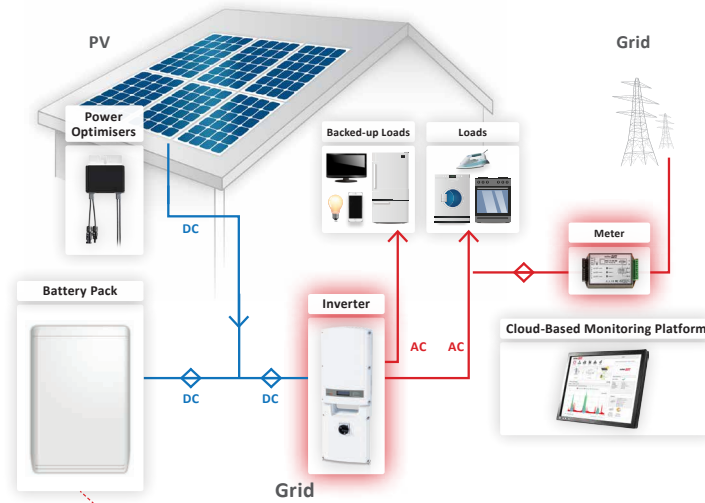 PV
Grid
Power
Optimisers
Backed-up Loads
Loads
DC
Meter
Battery Pack
Inverter
Cloud-Based Monitoring Platform
AC
AC
DC
DC
Grid